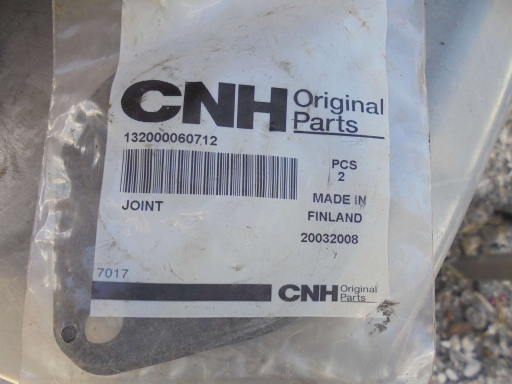 CNH Original Parts
132000060712
PCS
2
JOINT
MADE IN
FINLAND
20032008
7017
CNH Original Parts